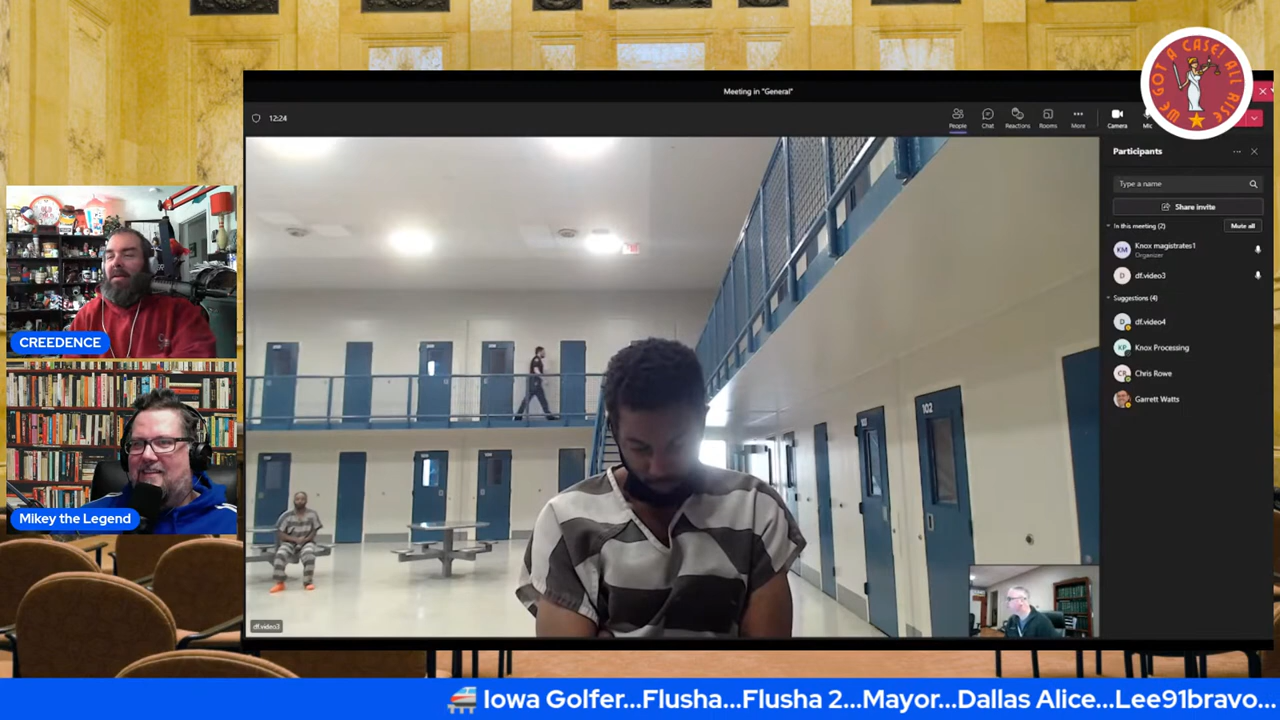 Meeting in "General"
12:24
People
Chat
Reactions
Rooms
More
Camera
Mic
WE GOT A CASE! ALL RISE
Participants
Type a name
Share invite
In this meeting (2)
Mute all
KM
Knox magistrates1
Organizer
D
df.video3
Suggestions (4)
D
df.video4
KP
Knox Processing
CR
Chris Rowe
Garrett Watts
102
df.video3
CREEDENCE
Mikey the Legend
Iowa Golfer...Flusha...Flusha 2...Mayor...Dallas Alice...Lee91bravo...